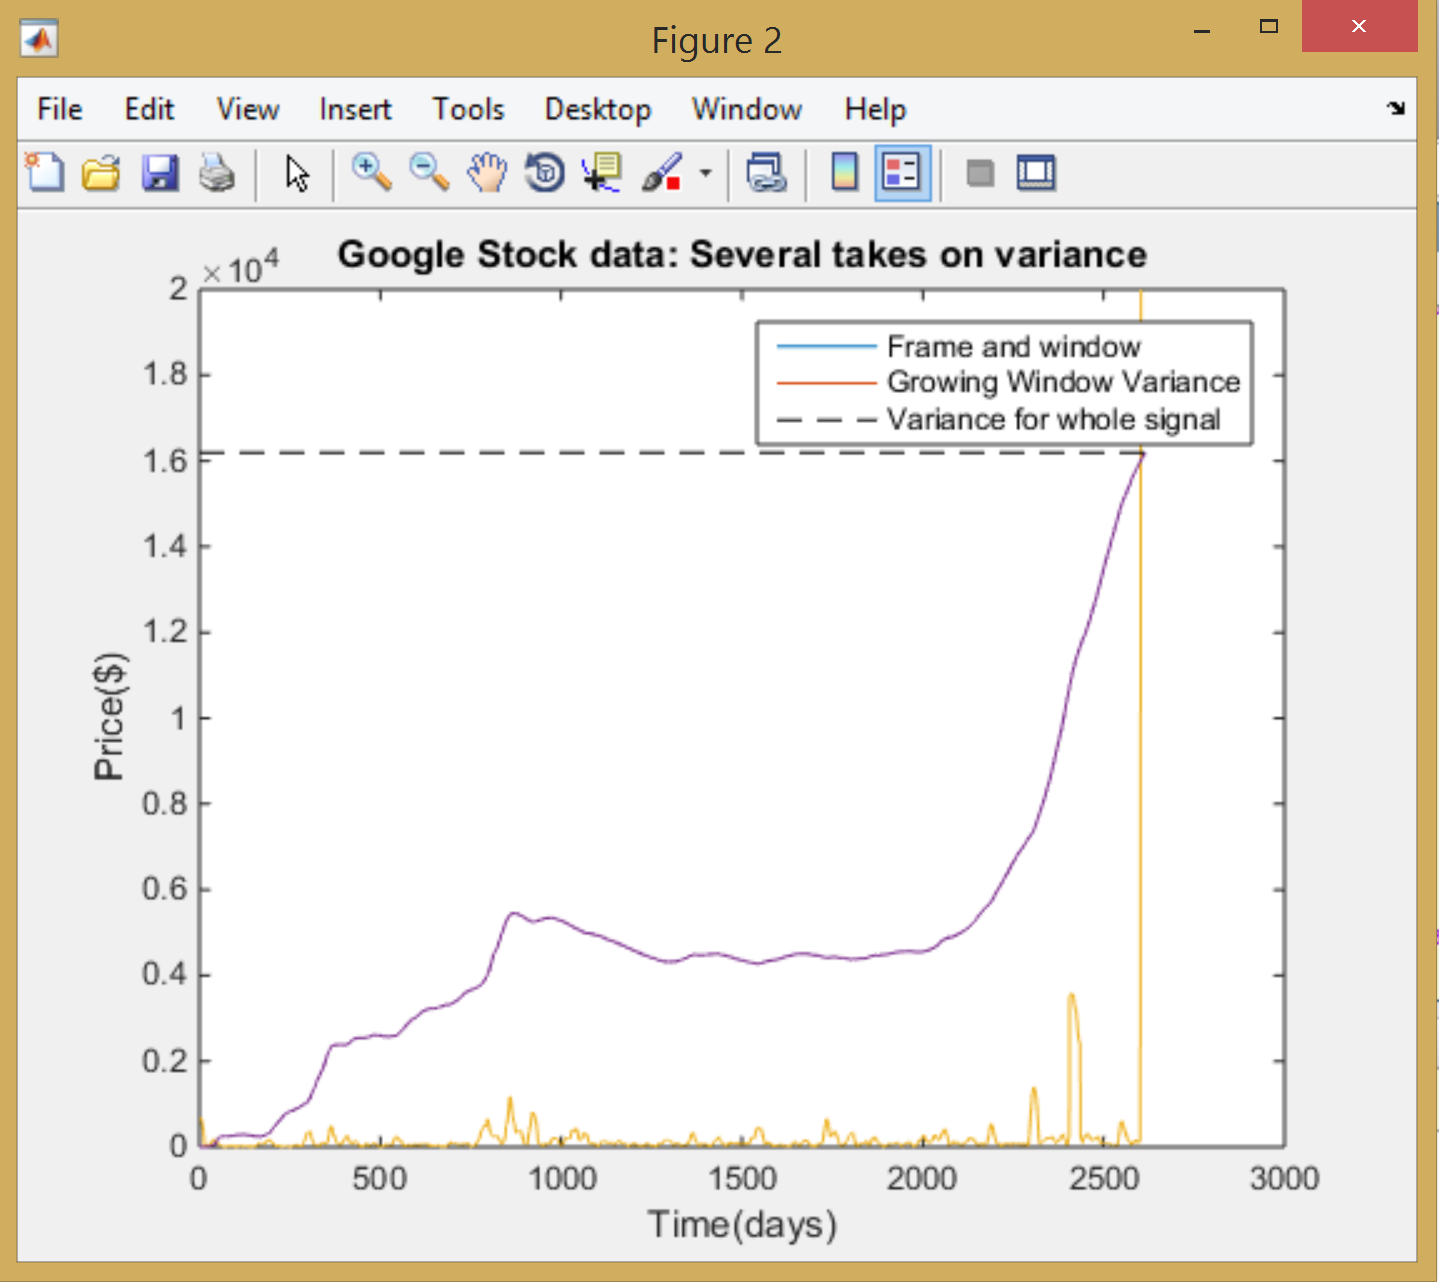 Figure 2
File Edit View Insert Tools Desktop Window Help
Google Stock data: Several takes on variance
×10⁴
2
1.8
1.6
1.4
1.2
1
0.8
0.6
0.4
0.2
0
Price($)
Frame and window
Growing Window Variance
Variance for whole signal
0 500 1000 1500 2000 2500 3000
Time(days)